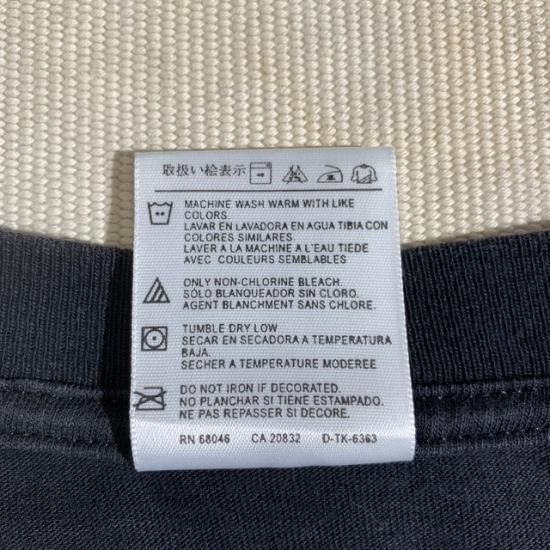 取扱い絵表示
MACHINE WASH WARM WITH LIKE
COLORS.
LAVAR EN LAVADORA EN AGUA TIBIA CON
COLORES SIMILARES.
LAVER A LA MACHINE A L'EAU TIEDE
AVEC COULEURS SEMBLABLES
ONLY NON-CHLORINE BLEACH.
SÓLO BLANQUEADOR SIN CLORO.
AGENT BLANCHMENT SANS CHLORE.
TUMBLE DRY LOW
SECAR EN SECADORA A TEMPERATURA
BAJA.
SECHER A TEMPERATURE MODEREE
DO NOT IRON IF DECORATED.
NO PLANCHAR SI TIENE ESTAMPADO.
NE PAS REPASSER SI DECORE.
RN 68046 CA 20832 D-TK-6363